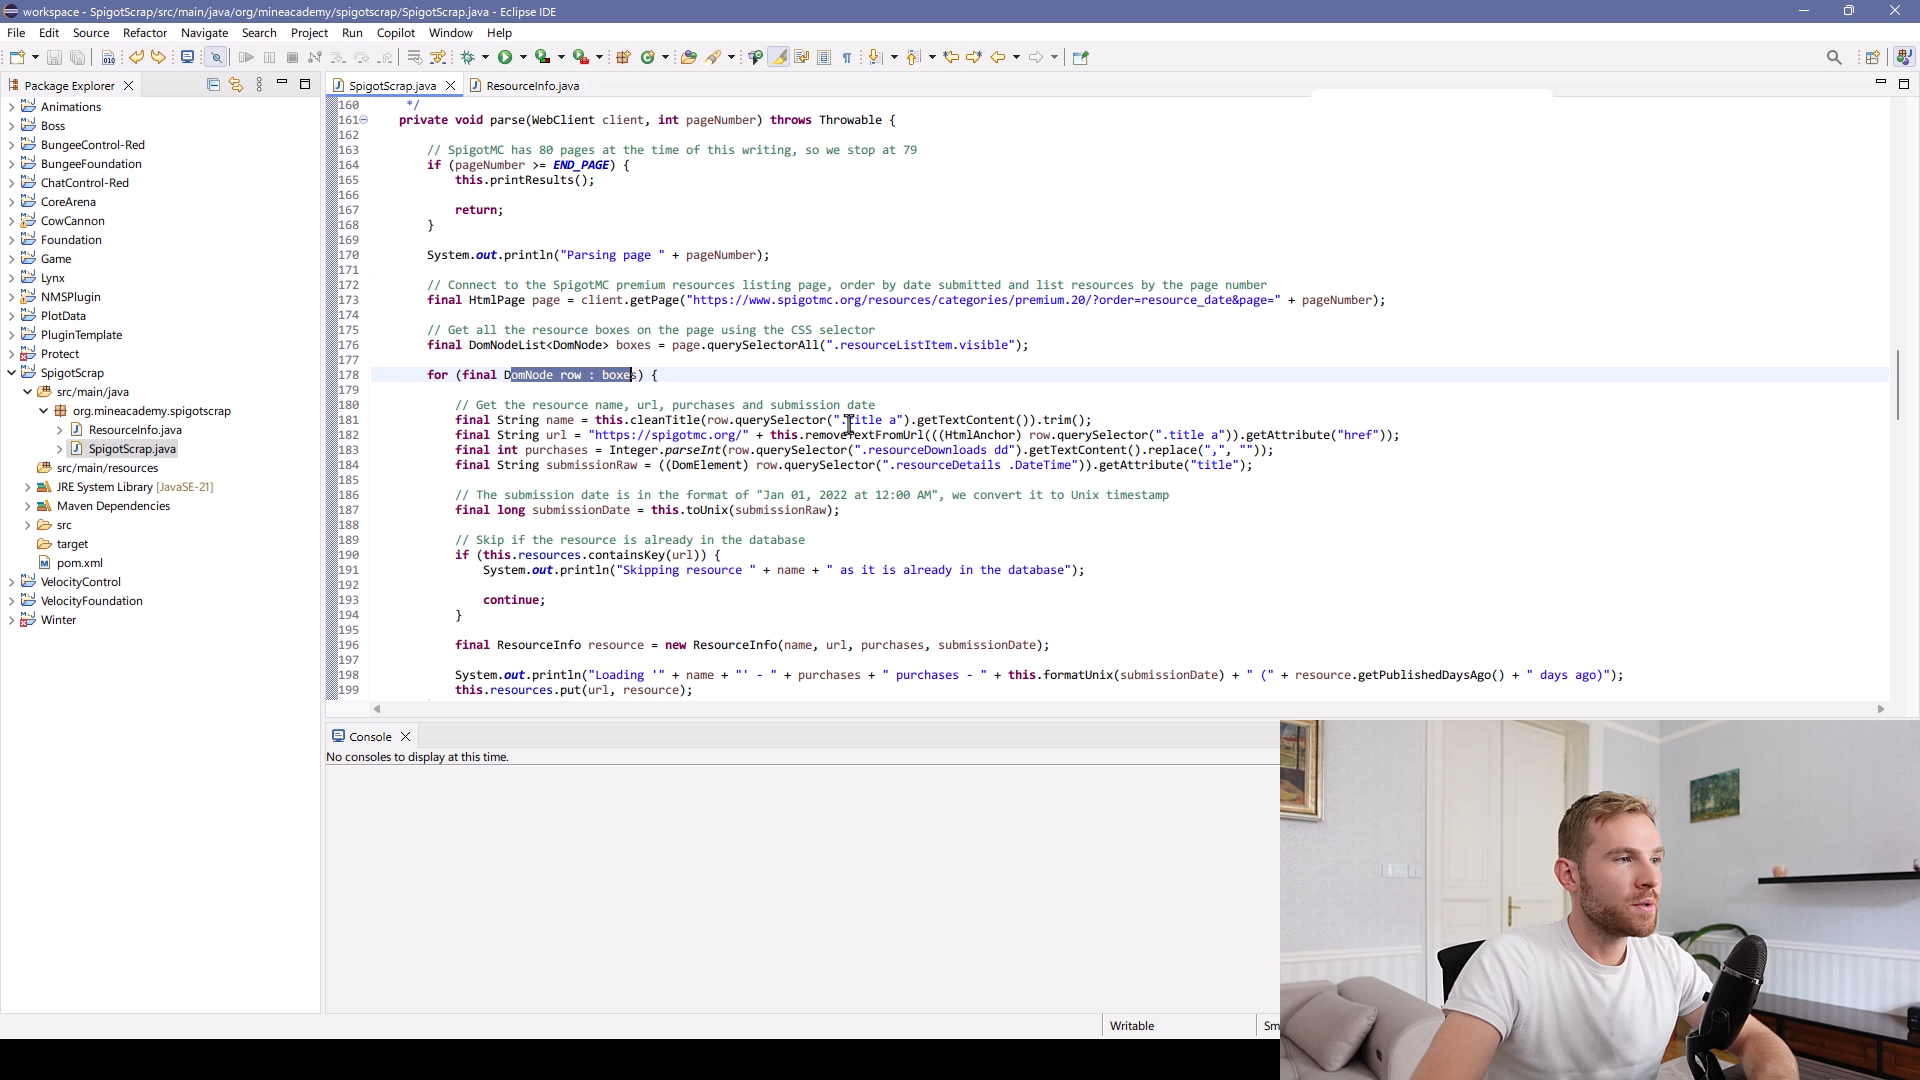 workspace - SpigotScrap/src/main/java/org/mineacademy/spigotscrap/SpigotScrap.java - Eclipse IDE
File Edit Source Refactor Navigate Search Project Run Copilot Window Help
Package Explorer
Animations
Boss
BungeeControl-Red
BungeeFoundation
ChatControl-Red
CoreArena
CowCannon
Foundation
Game
Lynx
NMSPlugin
PlotData
PluginTemplate
Protect
SpigotScrap
src/main/java
org.mineacademy.spigotscrap
ResourceInfo.java
SpigotScrap.java
src/main/resources
JRE System Library [JavaSE-21]
Maven Dependencies
src
target
pom.xml
VelocityControl
VelocityFoundation
Winter
SpigotScrap.java ResourceInfo.java
160 */
161 private void parse(WebClient client, int pageNumber) throws Throwable {
162
163 // SpigotMC has 80 pages at the time of this writing, so we stop at 79
164 if (pageNumber >= END_PAGE) {
165 this.printResults();
166
167 return;
168 }
169
170 System.out.println("Parsing page " + pageNumber);
171
172 // Connect to the SpigotMC premium resources listing page, order by date submitted and list resources by the page number
173 final HtmlPage page = client.getPage("https://www.spigotmc.org/resources/categories/premium.20/?order=resource_date&page=" + pageNumber);
174
175 // Get all the resource boxes on the page using the CSS selector
176 final DomNodeList<DomNode> boxes = page.querySelectorAll(".resourceListItem.visible");
177
178 for (final DomNode row : boxes) {
179
180 // Get the resource name, url, purchases and submission date
181 final String name = this.cleanTitle(row.querySelector(".title a").getTextContent()).trim();
182 final String url = "https://spigotmc.org/" + this.removeTextFromUrl(((HtmlAnchor) row.querySelector(".title a")).getAttribute("href"));
183 final int purchases = Integer.parseInt(row.querySelector(".resourceDownloads dd").getTextContent().replace(",", ""));
184 final String submissionRaw = ((DomElement) row.querySelector(".resourceDetails .DateTime")).getAttribute("title");
185
186 // The submission date is in the format of "Jan 01, 2022 at 12:00 AM", we convert it to Unix timestamp
187 final long submissionDate = this.toUnix(submissionRaw);
188
189 // Skip if the resource is already in the database
190 if (this.resources.containsKey(url)) {
191 System.out.println("Skipping resource " + name + " as it is already in the database");
192
193 continue;
194 }
195
196 final ResourceInfo resource = new ResourceInfo(name, url, purchases, submissionDate);
197
198 System.out.println("Loading '" + name + "' - " + purchases + " purchases - " + this.formatUnix(submissionDate) + " (" + resource.getPublishedDaysAgo() + " days ago)");
199 this.resources.put(url, resource);
Console
No consoles to display at this time.
Writable
Sm